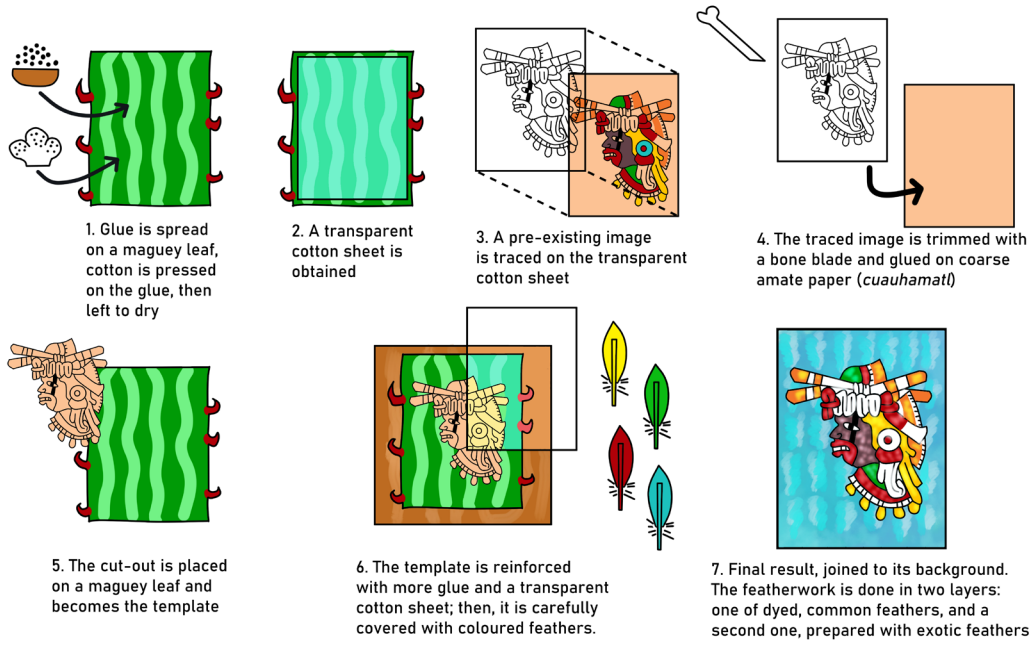 1. Glue is spread
on a maguey leaf,
cotton is pressed
on the glue, then
left to dry
2. A transparent
cotton sheet is
obtained
3. A pre-existing image
is traced on the transparent
cotton sheet
4. The traced image is trimmed with
a bone blade and glued on coarse
amate paper (cuauhamatl)
5. The cut-out is placed
on a maguey leaf and
becomes the template
6. The template is reinforced
with more glue and a transparent
cotton sheet; then, it is carefully
covered with coloured feathers.
7. Final result, joined to its background.
The featherwork is done in two layers:
one of dyed, common feathers, and a
second one, prepared with exotic feathers